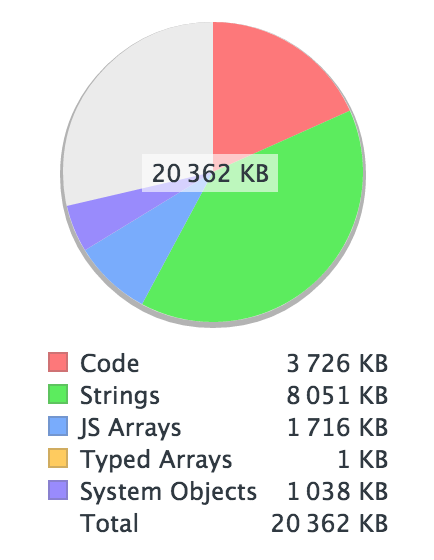 20 362 KB
Code 3 726 KB
Strings 8 051 KB
JS Arrays 1 716 KB
Typed Arrays 1 KB
System Objects 1 038 KB
Total 20 362 KB